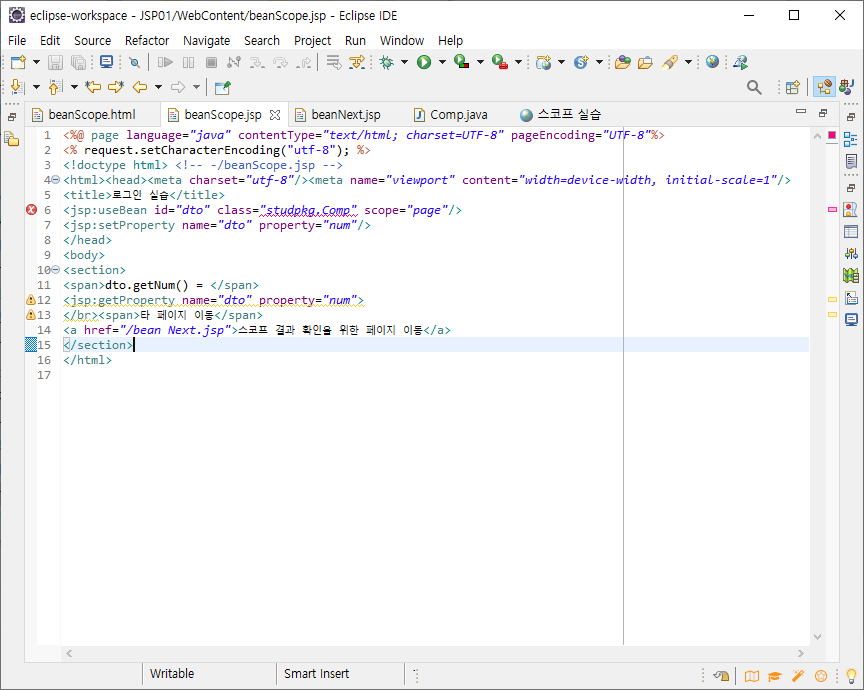 eclipse-workspace - JSP01/WebContent/beanScope.jsp - Eclipse IDE
File Edit Source Refactor Navigate Search Project Run Window Help
beanScope.html beanScope.jsp beanNext.jsp Comp.java 스코프 실습
1 <%@ page language="java" contentType="text/html; charset=UTF-8" pageEncoding="UTF-8"%>
2 <% request.setCharacterEncoding("utf-8"); %>
3 <!doctype html> <!-- ~/beanScope.jsp -->
4 <html><head><meta charset="utf-8"/><meta name="viewport" content="width=device-width, initial-scale=1"/>
5 <title>로그인 실습</title>
6 <jsp:useBean id="dto" class="studpkg.Comp" scope="page"/>
7 <jsp:setProperty name="dto" property="num"/>
8 </head>
9 <body>
10 <section>
11 <span>dto.getNum() = </span>
12 <jsp:getProperty name="dto" property="num">
13 </br><span>타 페이지 이동</span>
14 <a href="/bean Next.jsp">스코프 결과 확인을 위한 페이지 이동</a>
15 </section>
16 </html>
17
Writable Smart Insert